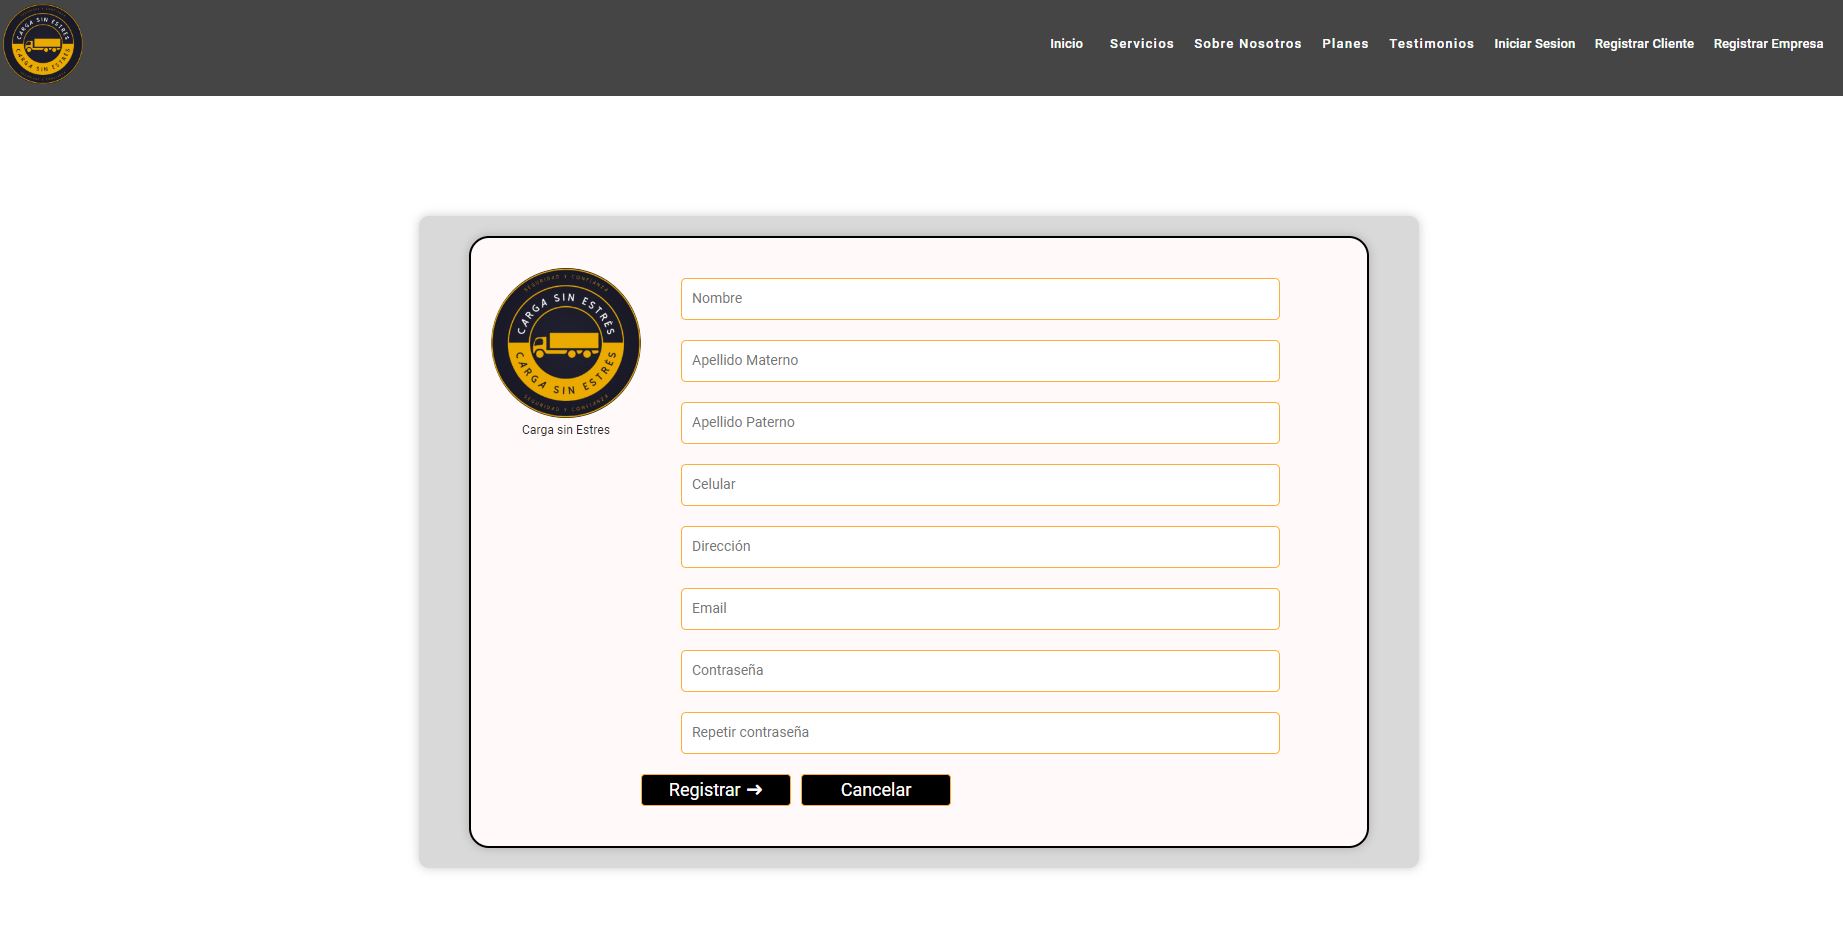 CARGA SIN ESTRÉS
CARGA SIN ESTRÉS
Inicio Servicios Sobre Nosotros Planes Testimonios Iniciar Sesion Registrar Cliente Registrar Empresa
SEGURIDAD Y CONFIANZA
CARGA SIN ESTRÉS
CARGA SIN ESTRÉS
SEGURIDAD Y CONFIANZA
Carga sin Estres
Nombre
Apellido Materno
Apellido Paterno
Celular
Dirección
Email
Contraseña
Repetir contraseña
Registrar ➜ Cancelar